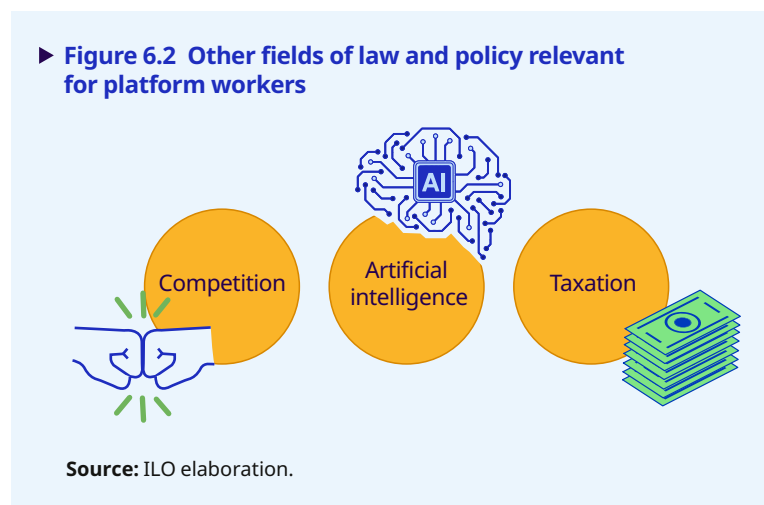 Figure 6.2 Other fields of law and policy relevant
for platform workers
AI
Competition
Artificial
intelligence
Taxation
Source: ILO elaboration.